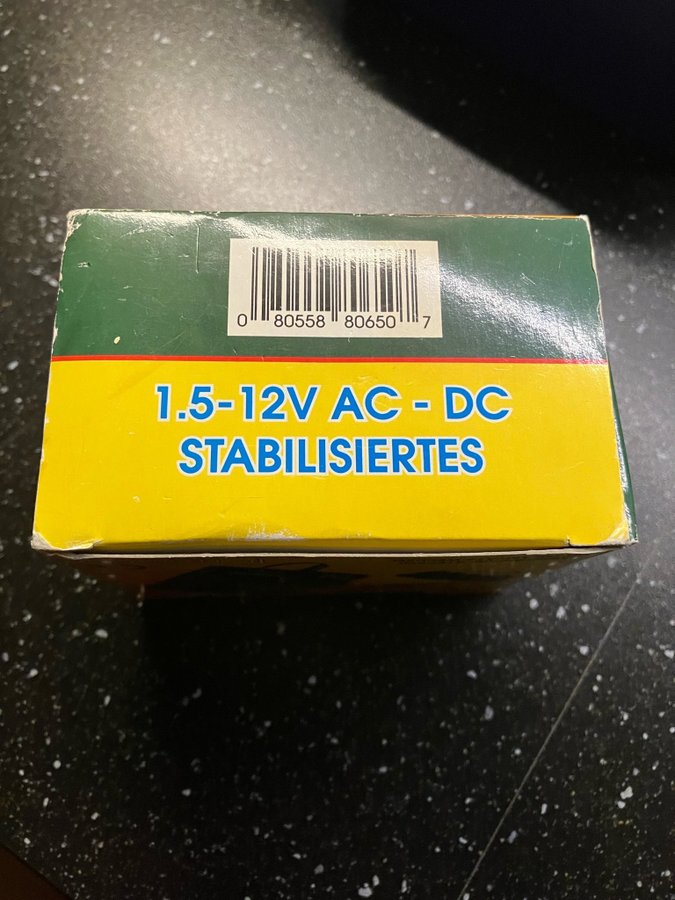 0 80558 80650 7
1.5-12V AC - DC
STABILISIERTES